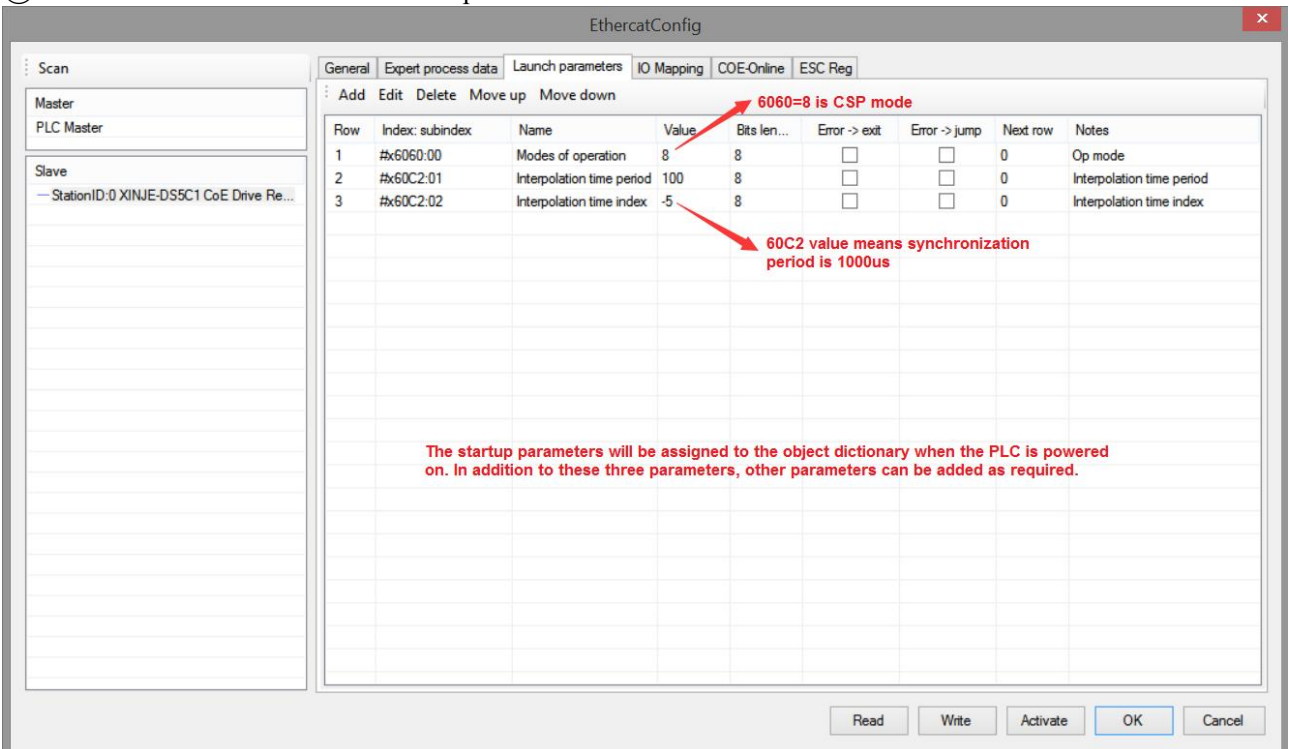 EthercatConfig
Scan
Master
PLC Master
Slave
StationID:0 XINJE-DS5C1 CoE Drive Re...
General Expert process data Launch parameters IO Mapping COE-Online ESC Reg
Add Edit Delete Move up Move down
6060=8 is CSP mode
Row Index: subindex Name Value Bits len... Error -> exit Error -> jump Next row Notes
1 #x6060:00 Modes of operation 8 8 0 Op mode
2 #x60C2:01 Interpolation time period 100 8 0 Interpolation time period
3 #x60C2:02 Interpolation time index -5 8 0 Interpolation time index
60C2 value means synchronization
period is 1000us
The startup parameters will be assigned to the object dictionary when the PLC is powered
on. In addition to these three parameters, other parameters can be added as required.
Read Write Activate OK Cancel